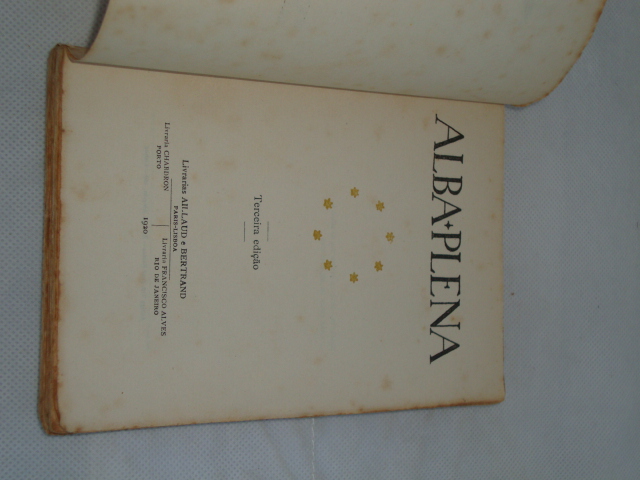 ALBA+PLENA
Terceira edição
Livrarias AILLAUD e BERTRAND
PARIS-LISBOA
Livraria CHARDRON
PORTO
Livraria FRANCISCO ALVES
RIO DE JANEIRO
1920